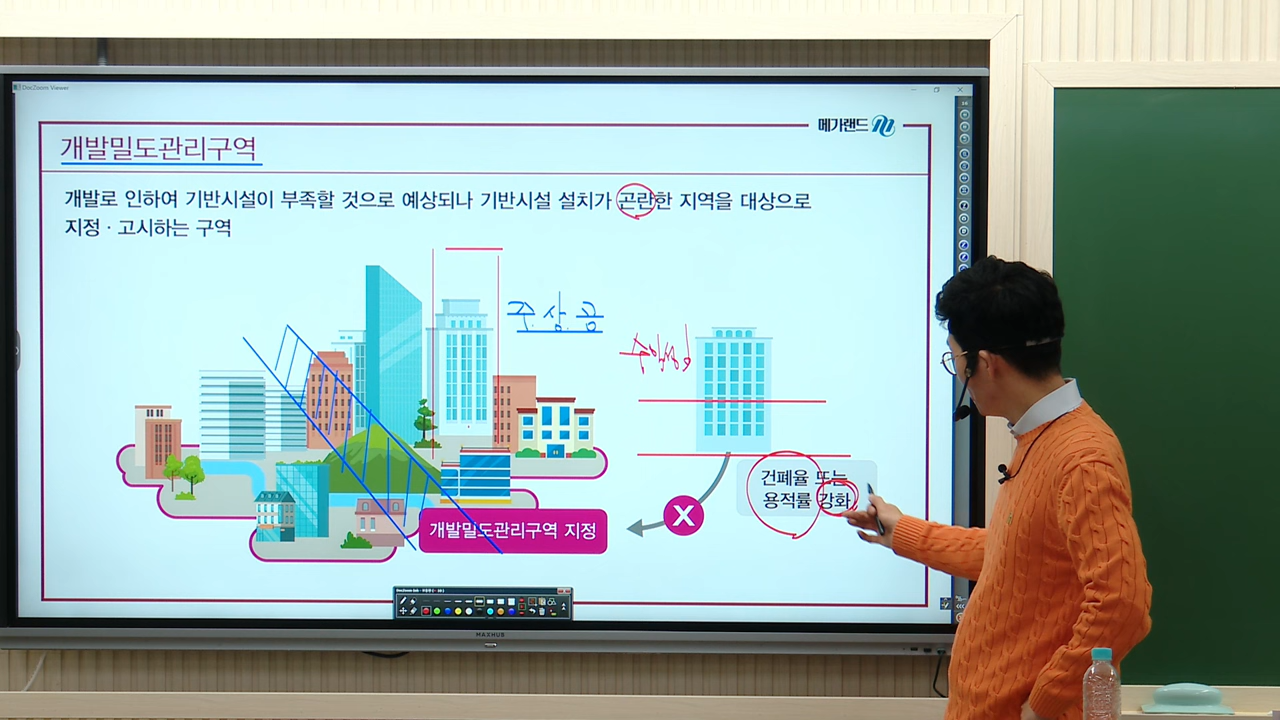 DocZoom Viewer
메가랜드
개발밀도관리구역
개발로 인하여 기반시설이 부족할 것으로 예상되나 기반시설 설치가 곤란한 지역을 대상으로
지정 · 고시하는 구역
주.상.공
건폐율 또는
용적률 강화
X
개발밀도관리구역 지정
MAXHUB